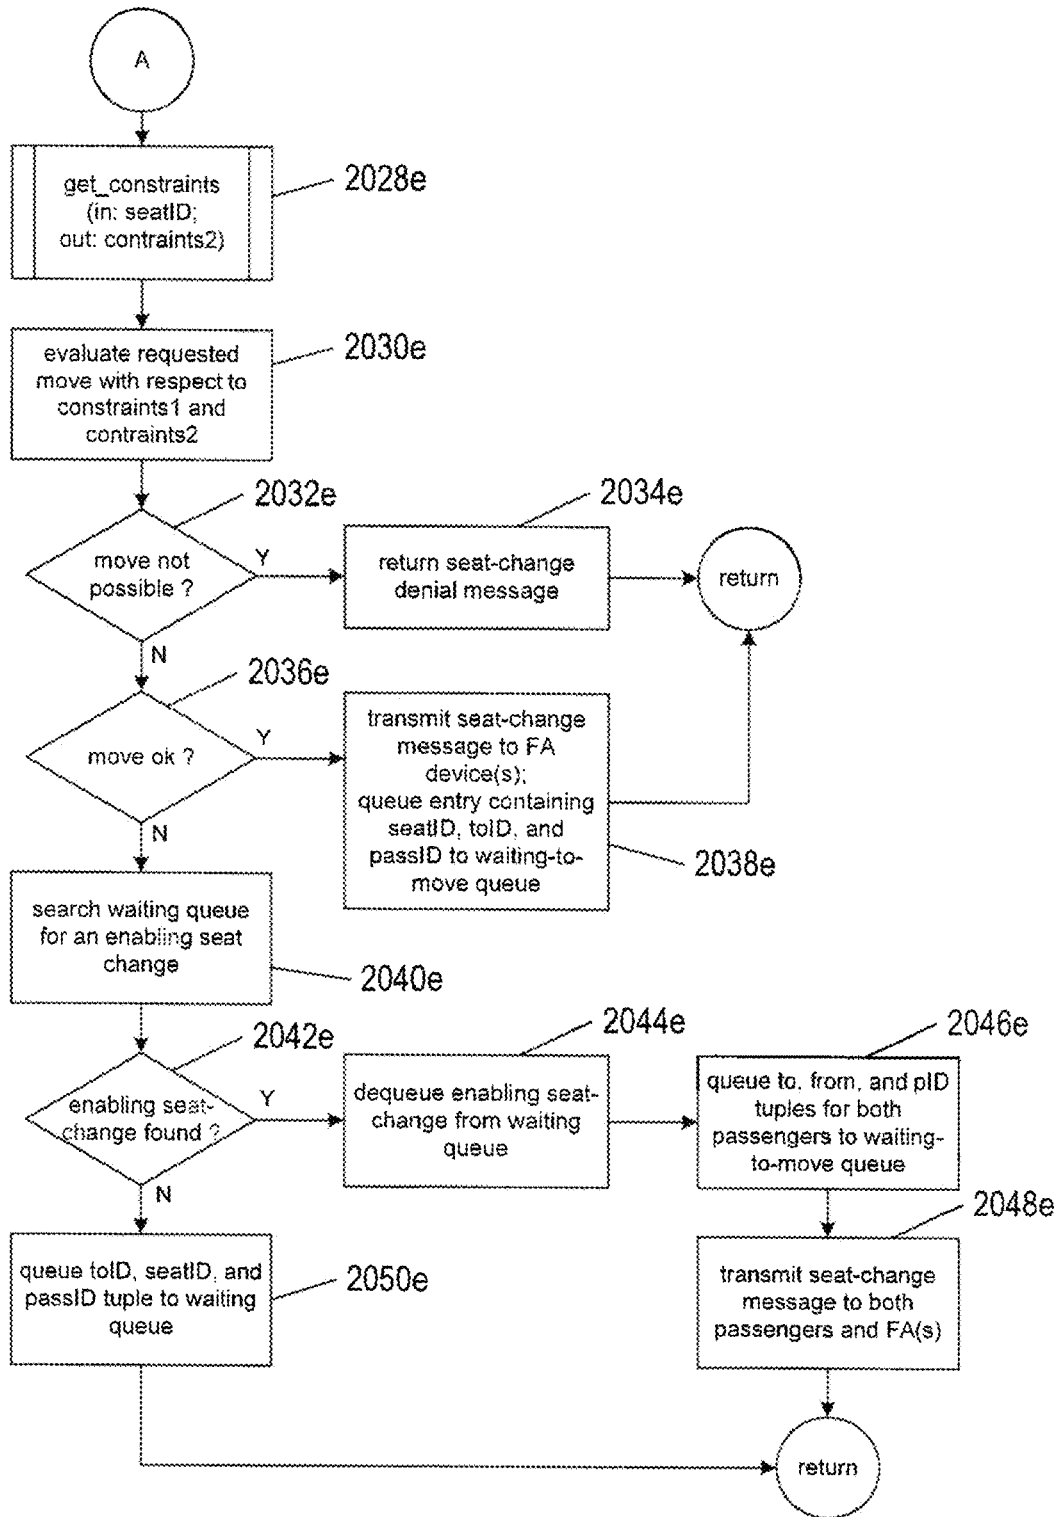 A
get_constraints
(in: seatID;
out: contraints2)
2028e
evaluate requested
move with respect to
constraints1 and
contraints2
2030e
move not
possible ?
2032e
Y
N
return seat-change
denial message
2034e
return
move ok ?
2036e
Y
N
transmit seat-change
message to FA
device(s);
queue entry containing
seatID, toID, and
passID to waiting-to-
move queue
2038e
search waiting queue
for an enabling seat
change
2040e
enabling seat-
change found ?
2042e
Y
N
dequeue enabling seat-
change from waiting
queue
2044e
queue to, from, and pID
tuples for both
passengers to waiting-
to-move queue
2046e
transmit seat-change
message to both
passengers and FA(s)
2048e
queue toID, seatID, and
passID tuple to waiting
queue
2050e
return